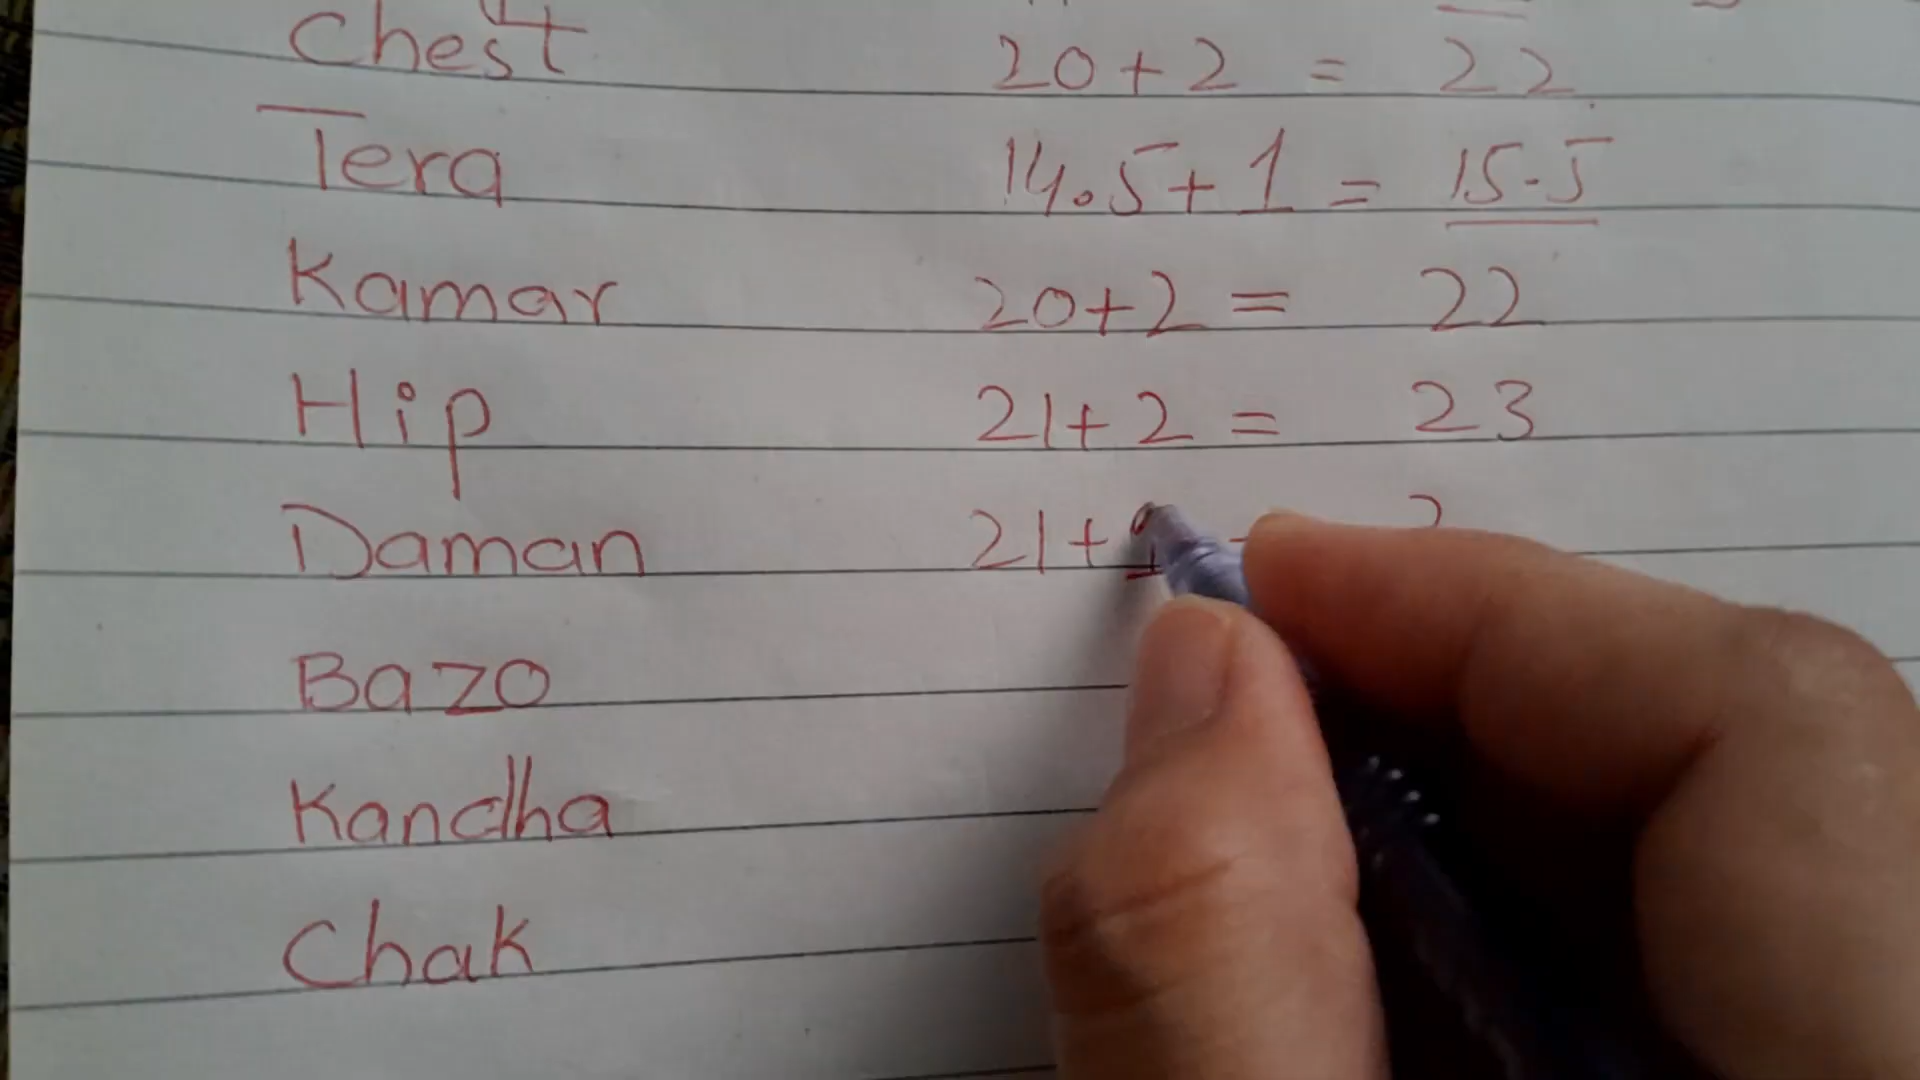 Chest 20+2 = 22
Tera 14.5+1 = 15.5
Kamar 20+2 = 22
Hip 21+2 = 23
Daman 21+
Bazo
Kandha
Chak